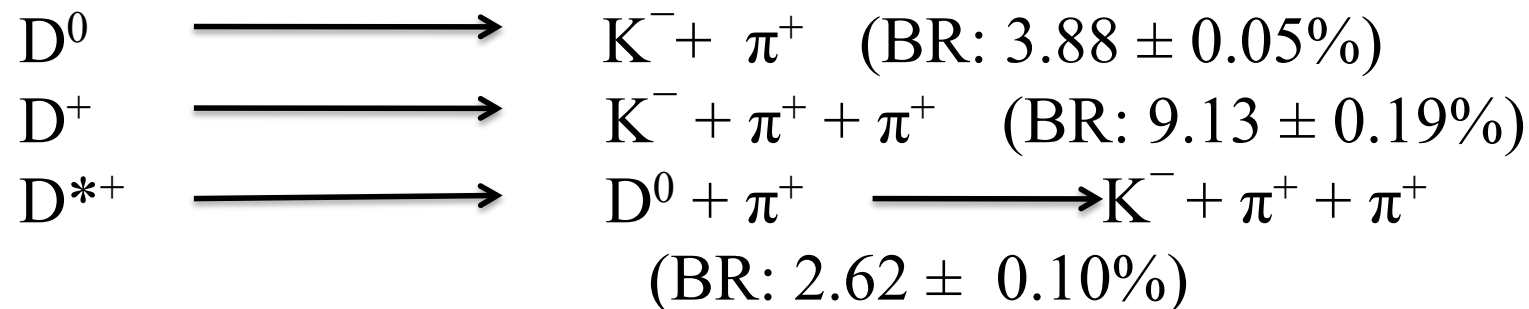 D⁰ ⟶ K⁻ + π⁺ (BR: 3.88 ± 0.05%)
D⁺ ⟶ K⁻ + π⁺ + π⁺ (BR: 9.13 ± 0.19%)
D*⁺ ⟶ D⁰ + π⁺ ⟶ K⁻ + π⁺ + π⁺
(BR: 2.62 ± 0.10%)